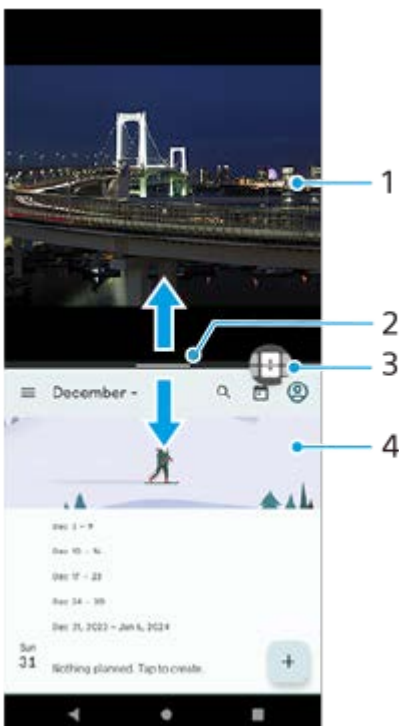 1
2
3
December
4
Dec 3 – 9
Dec 10 – 16
Dec 17 – 23
Dec 24 – 30
Dec 31, 2023 – Jan 6, 2024
Sun
31
Nothing planned. Tap to create.
+